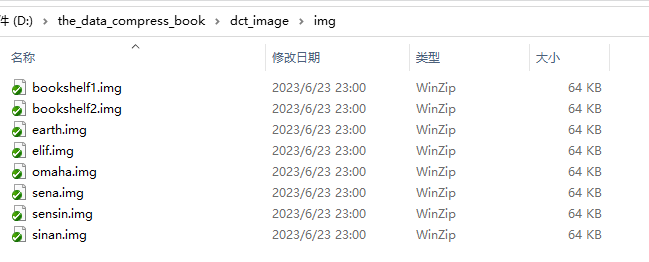 件 (D:) > the_data_compress_book > dct_image > img
名称 修改日期 类型 大小
bookshelf1.img 2023/6/23 23:00 WinZip 64 KB
bookshelf2.img 2023/6/23 23:00 WinZip 64 KB
earth.img 2023/6/23 23:00 WinZip 64 KB
elif.img 2023/6/23 23:00 WinZip 64 KB
omaha.img 2023/6/23 23:00 WinZip 64 KB
sena.img 2023/6/23 23:00 WinZip 64 KB
sensin.img 2023/6/23 23:00 WinZip 64 KB
sinan.img 2023/6/23 23:00 WinZip 64 KB